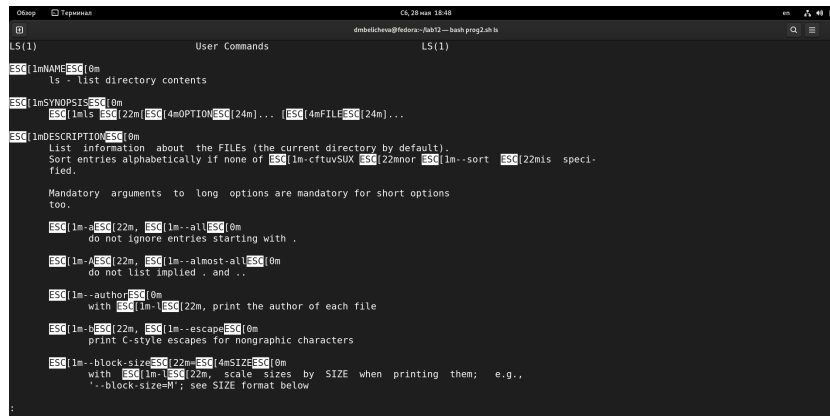 Обзор Терминал Сб, 28 мая 18:48 en
dmbelicheva@fedora:~/lab12 — bash prog2.sh ls
LS(1) User Commands LS(1)
ESC[1mNAMEESC[0m
ls - list directory contents
ESC[1mSYNOPSISESC[0m
ESC[1mls ESC[22m[ESC[4mOPTIONESC[24m]... [ESC[4mFILEESC[24m]...
ESC[1mDESCRIPTIONESC[0m
List information about the FILEs (the current directory by default).
Sort entries alphabetically if none of ESC[1m-cftuvSUX ESC[22mnor ESC[1m--sort ESC[22mis speci-
fied.
Mandatory arguments to long options are mandatory for short options
too.
ESC[1m-aESC[22m, ESC[1m--allESC[0m
do not ignore entries starting with .
ESC[1m-AESC[22m, ESC[1m--almost-allESC[0m
do not list implied . and ..
ESC[1m--authorESC[0m
with ESC[1m-lESC[22m, print the author of each file
ESC[1m-bESC[22m, ESC[1m--escapeESC[0m
print C-style escapes for nongraphic characters
ESC[1m--block-sizeESC[22m=ESC[4mSIZEESC[0m
with ESC[1m-lESC[22m, scale sizes by SIZE when printing them; e.g.,
'--block-size=M'; see SIZE format below
: